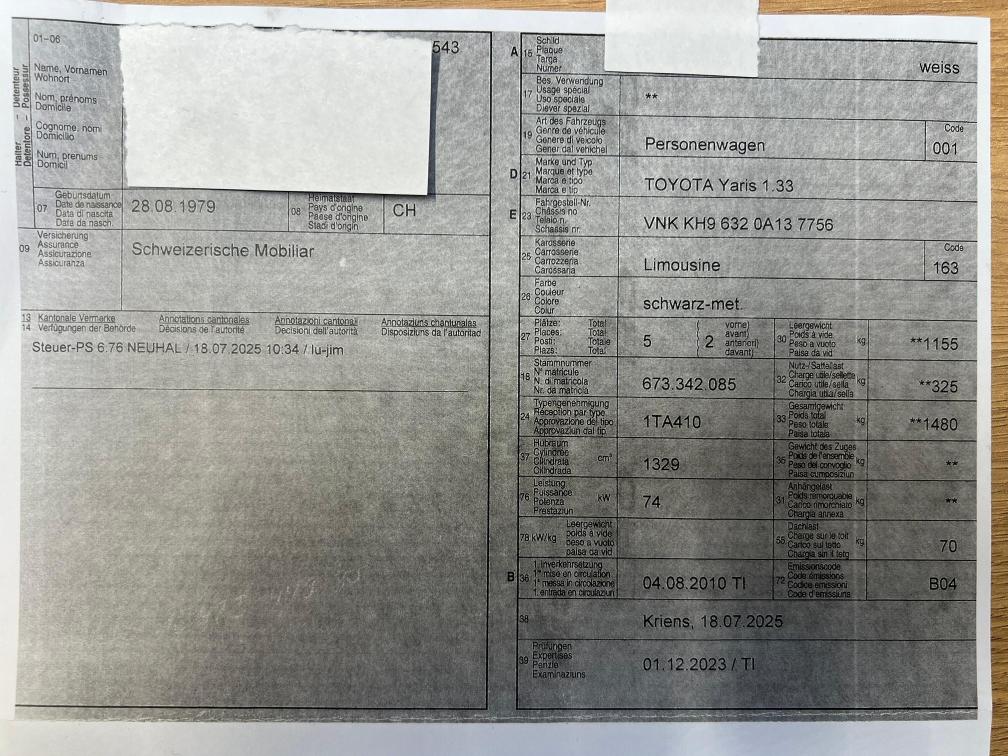 01-06
543
Halter - Detenteur
Detentore - Possessur
Name, Vornamen
Wohnort
Nom, prénoms
Domicile
Cognome, nomi
Domicilio
Num, prenums
Domicil
07
Geburtsdatum
Date de naissance
Data di nascita
Data da nasch.
28.08.1979
08
Heimatstaat
Pays d'origine
Paese d'origine
Stadi d'origin
CH
09
Versicherung
Assurance
Assicurazione
Assicuranza
Schweizerische Mobiliar
13 Kantonale Vermerke Annotations cantonales Annotazioni cantonali Annotaziuns chantunalas
14 Verfügungen der Behörde Décisions de l'autorité Decisioni dell'autorità Disposiziuns da l'autoritad
Steuer-PS 6.76 NEUHAL / 18.07.2025 10:34 / lu-jim
A 15
Schild
Plaque
Targa
Numer
weiss
17
Bes. Verwendung
Usage spécial
Uso speciale
Diever spezial
**
19
Art des Fahrzeugs
Genre de véhicule
Genere di veicolo
Gener dal vehichel
Personenwagen
Code
001
D 21
Marke und Typ
Marque et type
Marca e tipo
Marca e tip
TOYOTA Yaris 1.33
E 23
Fahrgestell-Nr.
Châssis no
Telaio n.
Schassis nr.
VNK KH9 632 0A13 7756
25
Karosserie
Carrosserie
Carrozzeria
Carossaria
Limousine
Code
163
26
Farbe
Couleur
Colore
Colur
schwarz-met.
27
Plätze: Total
Places: Total
Posti: Totale
Plazs: Total
5
2
vorne)
avant)
anteriori)
davant)
30
Leergewicht
Poids à vide
Peso a vuoto
Paisa da vid
kg
**1155
18
Stammnummer
N° matricule
N. di matricola
Nr. da matricla
673.342.085
32
Nutz-/Sattellast
Charge utile/sellette
Carico utile/sella
Chargia utila/sella
kg
**325
24
Typengenehmigung
Réception par type
Approvazione del tipo
Approvaziun dal tip
1TA410
33
Gesamtgewicht
Poids total
Peso totale
Paisa totala
kg
**1480
37
Hubraum
Cylindrée
Cilindrata
Cilindrada
cm³
1329
35
Gewicht des Zuges
Poids de l'ensemble
Peso del convoglio
Paisa cumposiziun
kg
**
76
Leistung
Puissance
Potenza
Prestaziun
kW
74
31
Anhängelast
Poids remorquable
Carico rimorchiato
Chargia annexa
kg
**
78 kW/kg
Leergewicht
poids à vide
peso a vuoto
paisa da vid
55
Dachlast
Charge sur le toit
Carico sul tetto
Chargia sin il tetg
kg
70
B 36
1. Inverkehrsetzung
1re mise en circulation
1a messa in circolazione
1. entrada en circulaziun
04.08.2010 TI
72
Emissionscode
Code émissions
Codice emissioni
Code d'emissiuns
B04
38
Kriens, 18.07.2025
39
Prüfungen
Expertises
Perizie
Examinaziuns
01.12.2023 / TI